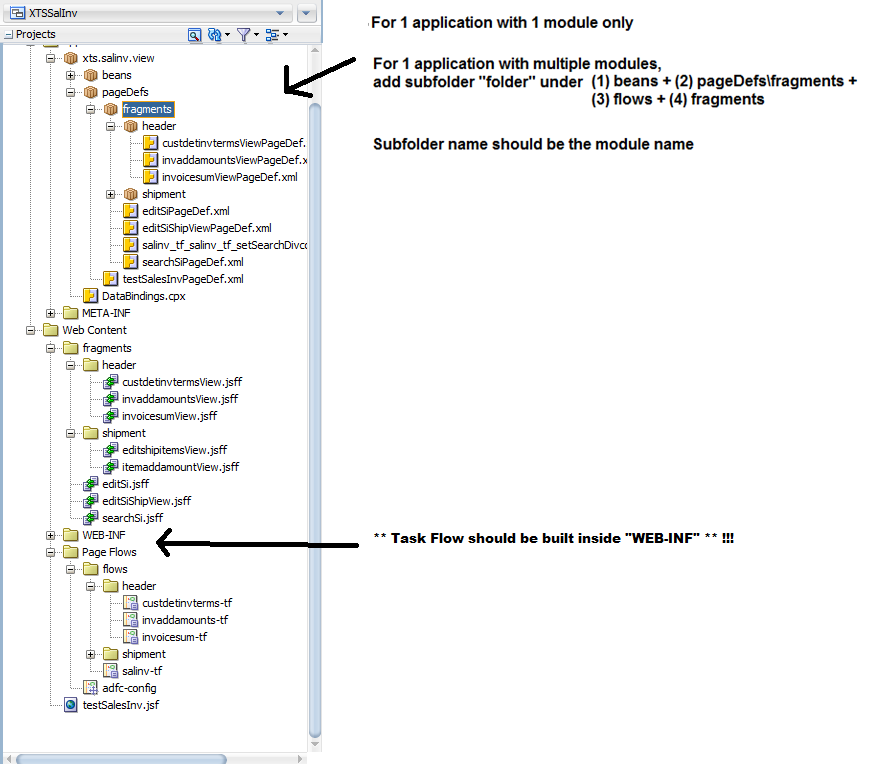 XTSSalInv
Projects
xts.salinv.view
beans
pageDefs
fragments
header
custdetinvtermsViewPageDef.
invaddamountsViewPageDef.x
invoicesumViewPageDef.xml
shipment
editSiPageDef.xml
editSiShipViewPageDef.xml
salinv_tf_salinv_tf_setSearchDivco
searchSiPageDef.xml
testSalesInvPageDef.xml
DataBindings.cpx
META-INF
Web Content
fragments
header
custdetinvtermsView.jsff
invaddamountsView.jsff
invoicesumView.jsff
shipment
editshipitemsView.jsff
itemaddamountView.jsff
editSi.jsff
editSiShipView.jsff
searchSi.jsff
WEB-INF
Page Flows
flows
header
custdetinvterms-tf
invaddamounts-tf
invoicesum-tf
shipment
salinv-tf
adfc-config
testSalesInv.jsf
For 1 application with 1 module only
For 1 application with multiple modules,
add subfolder "folder" under (1) beans + (2) pageDefs\fragments +
(3) flows + (4) fragments
Subfolder name should be the module name
** Task Flow should be built inside "WEB-INF" ** !!!